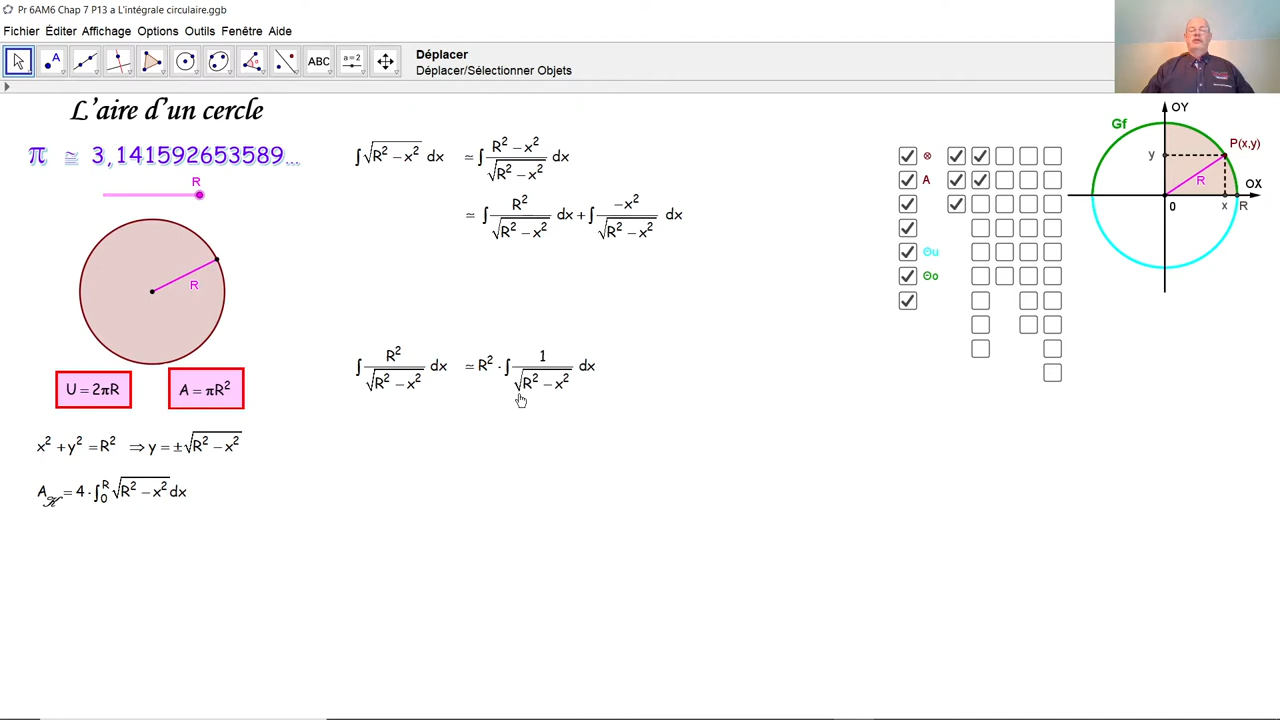 Pr 6AM6 Chap 7 P13 a L'intégrale circulaire.ggb
Fichier Éditer Affichage Options Outils Fenêtre Aide
A ABC a=2
Déplacer
Déplacer/Sélectionner Objets
L'aire d'un cercle
π ≅ 3,141592653589...
R
R
U = 2πR
A = πR²
x² + y² = R² ⇒ y = ±√(R² − x²)
A𝒦 = 4 · ∫₀ᴿ √(R² − x²) dx
∫ √(R² − x²) dx ≃ ∫ (R² − x²)/√(R² − x²) dx
≃ ∫ R²/√(R² − x²) dx + ∫ −x²/√(R² − x²) dx
∫ R²/√(R² − x²) dx ≃ R² · ∫ 1/√(R² − x²) dx
⊗
A
Θu
Θo
OY
Gf
P(x,y)
y
R
OX
0
x
R